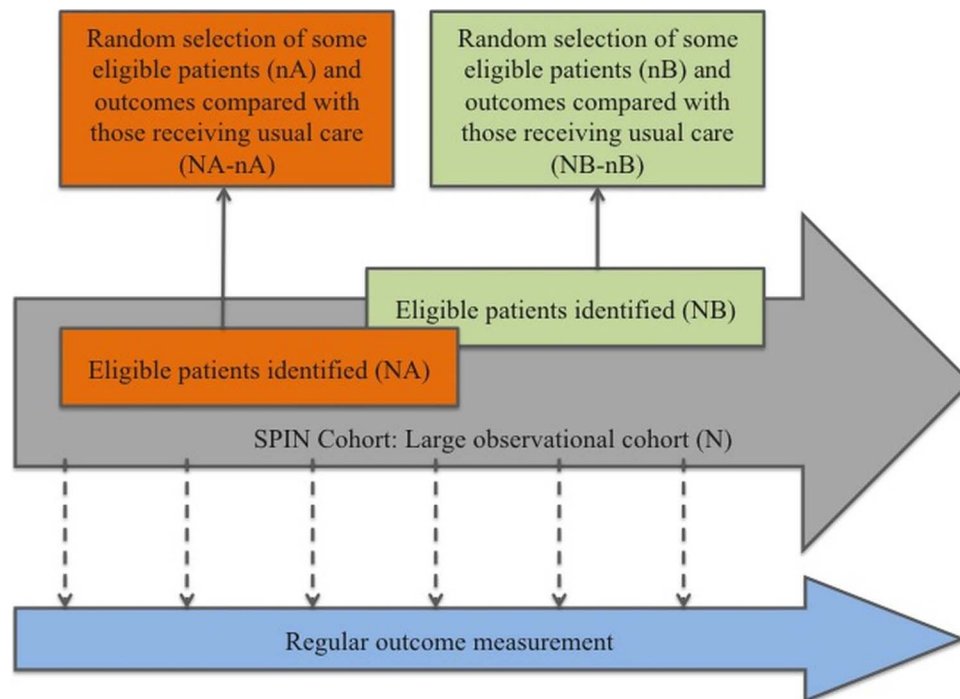 Random selection of some
eligible patients (nA) and
outcomes compared with
those receiving usual care
(NA-nA)
Random selection of some
eligible patients (nB) and
outcomes compared with
those receiving usual care
(NB-nB)
Eligible patients identified (NB)
Eligible patients identified (NA)
SPIN Cohort: Large observational cohort (N)
Regular outcome measurement